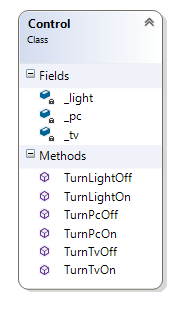 Control
Class
Fields
_light
_pc
_tv
Methods
TurnLightOff
TurnLightOn
TurnPcOff
TurnPcOn
TurnTvOff
TurnTvOn